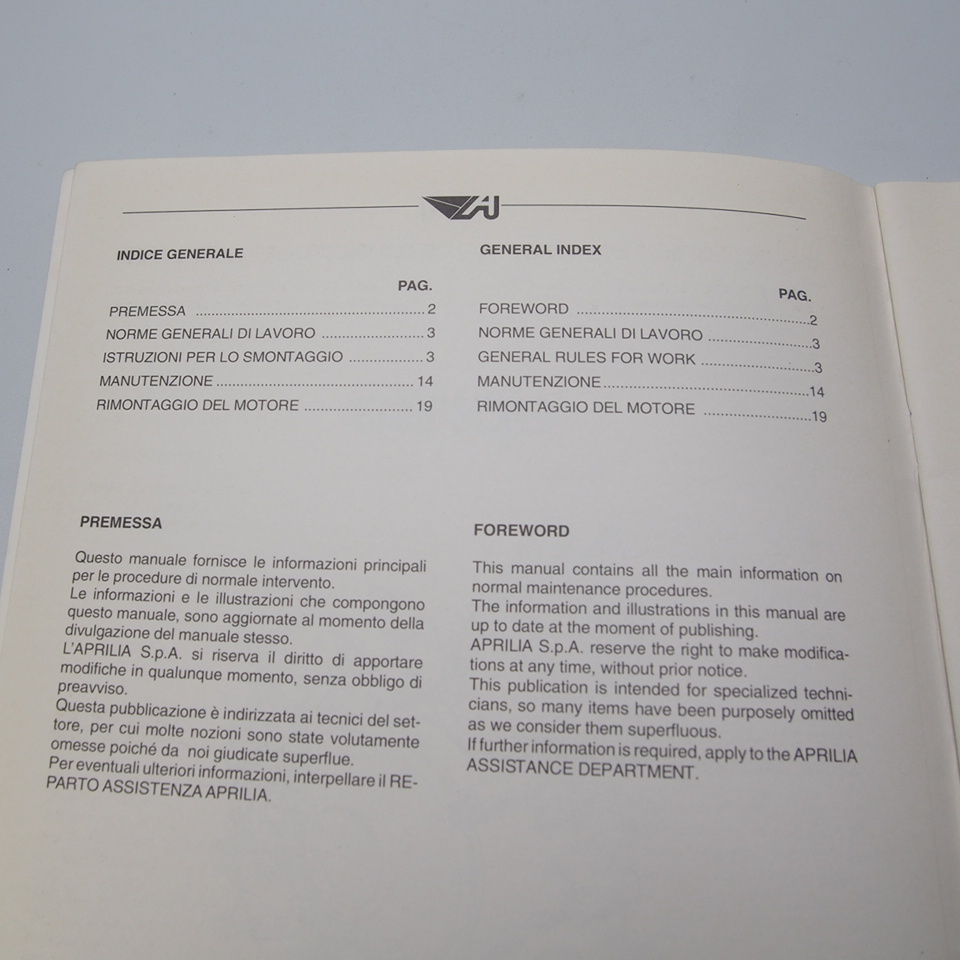 INDICE GENERALE
PAG.
PREMESSA ........................................................ 2
NORME GENERALI DI LAVORO .......................... 3
ISTRUZIONI PER LO SMONTAGGIO ................... 3
MANUTENZIONE ................................................. 14
RIMONTAGGIO DEL MOTORE ........................... 19
GENERAL INDEX
PAG.
FOREWORD ........................................................2
NORME GENERALI DI LAVORO ..........................3
GENERAL RULES FOR WORK ............................3
MANUTENZIONE..................................................14
RIMONTAGGIO DEL MOTORE ...........................19
PREMESSA
Questo manuale fornisce le informazioni principali
per le procedure di normale intervento.
Le informazioni e le illustrazioni che compongono
questo manuale, sono aggiornate al momento della
divulgazione del manuale stesso.
L'APRILIA S.p.A. si riserva il diritto di apportare
modifiche in qualunque momento, senza obbligo di
preavviso.
Questa pubblicazione è indirizzata ai tecnici del set-
tore, per cui molte nozioni sono state volutamente
omesse poiché da noi giudicate superflue.
Per eventuali ulteriori informazioni, interpellare il RE-
PARTO ASSISTENZA APRILIA.
FOREWORD
This manual contains all the main information on
normal maintenance procedures.
The information and illustrations in this manual are
up to date at the moment of publishing.
APRILIA S.p.A. reserve the right to make modifica-
tions at any time, without prior notice.
This publication is intended for specialized techni-
cians, so many items have been purposely omitted
as we consider them superfluous.
If further information is required, apply to the APRILIA
ASSISTANCE DEPARTMENT.